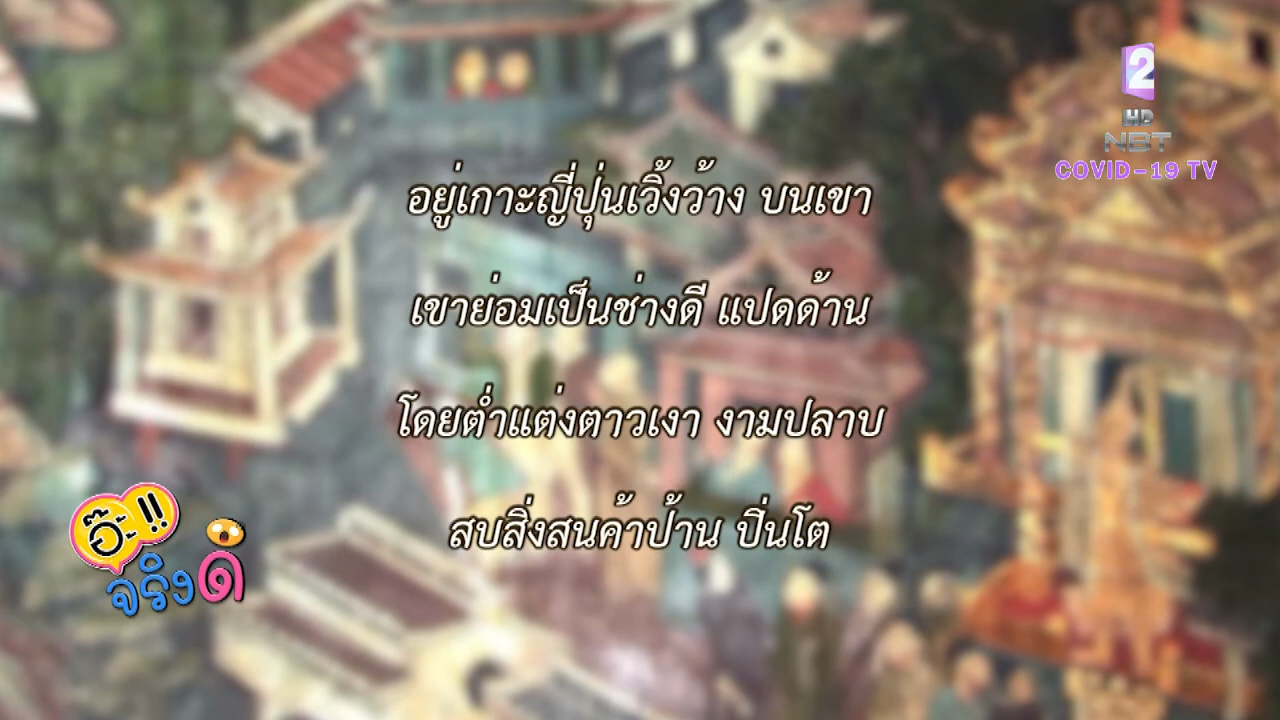 2
HD
NBT
COVID-19 TV
อยู่เกาะญี่ปุ่นเวิ้งว้าง บนเขา
เขาย่อมเป็นช่างดี แปดด้าน
โดยต่ำแต่งตาวเงา งามปลาบ
สบสิ่งสนค้าป้าน ปิ่นโต
อุ๊ะ!!
จริงดิ